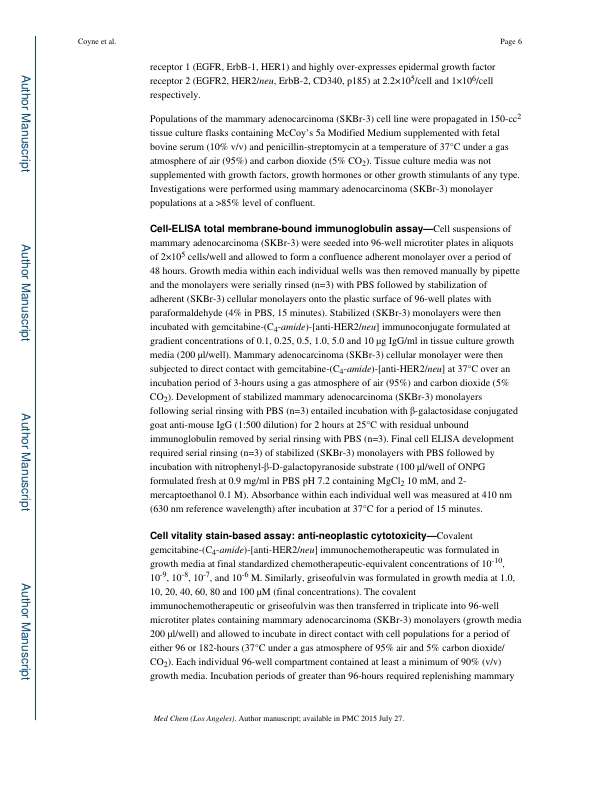 Coyne et al.
Page 6
receptor 1 (EGFR, ErbB-1, HER1) and highly over-expresses epidermal growth factor
receptor 2 (EGFR2, HER2/neu, ErbB-2, CD340, p185) at 2.2×10⁵/cell and 1×10⁶/cell
respectively.
Populations of the mammary adenocarcinoma (SKBr-3) cell line were propagated in 150-cc²
tissue culture flasks containing McCoy's 5a Modified Medium supplemented with fetal
bovine serum (10% v/v) and penicillin-streptomycin at a temperature of 37°C under a gas
atmosphere of air (95%) and carbon dioxide (5% CO₂). Tissue culture media was not
supplemented with growth factors, growth hormones or other growth stimulants of any type.
Investigations were performed using mammary adenocarcinoma (SKBr-3) monolayer
populations at a >85% level of confluent.
Cell-ELISA total membrane-bound immunoglobulin assay—Cell suspensions of
mammary adenocarcinoma (SKBr-3) were seeded into 96-well microtiter plates in aliquots
of 2×10⁵ cells/well and allowed to form a confluence adherent monolayer over a period of
48 hours. Growth media within each individual wells was then removed manually by pipette
and the monolayers were serially rinsed (n=3) with PBS followed by stabilization of
adherent (SKBr-3) cellular monolayers onto the plastic surface of 96-well plates with
paraformaldehyde (4% in PBS, 15 minutes). Stabilized (SKBr-3) monolayers were then
incubated with gemcitabine-(C₄-amide)-[anti-HER2/neu] immunoconjugate formulated at
gradient concentrations of 0.1, 0.25, 0.5, 1.0, 5.0 and 10 μg IgG/ml in tissue culture growth
media (200 μl/well). Mammary adenocarcinoma (SKBr-3) cellular monolayer were then
subjected to direct contact with gemcitabine-(C₄-amide)-[anti-HER2/neu] at 37°C over an
incubation period of 3-hours using a gas atmosphere of air (95%) and carbon dioxide (5%
CO₂). Development of stabilized mammary adenocarcinoma (SKBr-3) monolayers
following serial rinsing with PBS (n=3) entailed incubation with β-galactosidase conjugated
goat anti-mouse IgG (1:500 dilution) for 2 hours at 25°C with residual unbound
immunoglobulin removed by serial rinsing with PBS (n=3). Final cell ELISA development
required serial rinsing (n=3) of stabilized (SKBr-3) monolayers with PBS followed by
incubation with nitrophenyl-β-D-galactopyranoside substrate (100 μl/well of ONPG
formulated fresh at 0.9 mg/ml in PBS pH 7.2 containing MgCl₂ 10 mM, and 2-
mercaptoethanol 0.1 M). Absorbance within each individual well was measured at 410 nm
(630 nm reference wavelength) after incubation at 37°C for a period of 15 minutes.
Cell vitality stain-based assay: anti-neoplastic cytotoxicity—Covalent
gemcitabine-(C₄-amide)-[anti-HER2/neu] immunochemotherapeutic was formulated in
growth media at final standardized chemotherapeutic-equivalent concentrations of 10⁻¹⁰,
10⁻⁹, 10⁻⁸, 10⁻⁷, and 10⁻⁶ M. Similarly, griseofulvin was formulated in growth media at 1.0,
10, 20, 40, 60, 80 and 100 μM (final concentrations). The covalent
immunochemotherapeutic or griseofulvin was then transferred in triplicate into 96-well
microtiter plates containing mammary adenocarcinoma (SKBr-3) monolayers (growth media
200 μl/well) and allowed to incubate in direct contact with cell populations for a period of
either 96 or 182-hours (37°C under a gas atmosphere of 95% air and 5% carbon dioxide/
CO₂). Each individual 96-well compartment contained at least a minimum of 90% (v/v)
growth media. Incubation periods of greater than 96-hours required replenishing mammary
Med Chem (Los Angeles). Author manuscript; available in PMC 2015 July 27.
Author Manuscript
Author Manuscript
Author Manuscript
Author Manuscript